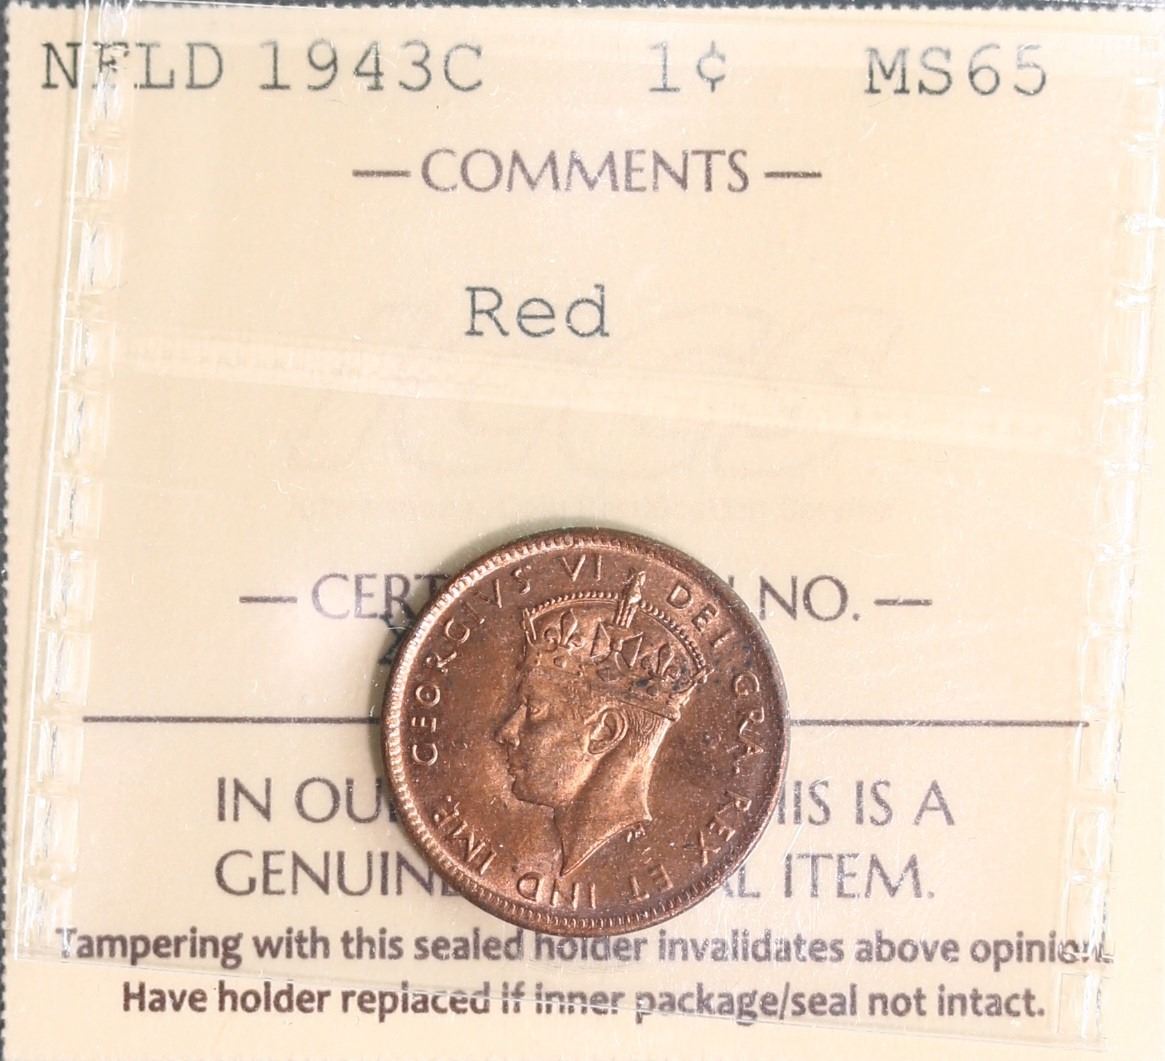 NFLD 1943C 1¢ MS65
— COMMENTS —
Red
— CERT N NO. —
GEORGIVS VI DEI GRA. REX ET IND. IMP.
IN OU HIS IS A
GENUIN AL ITEM.
Tampering with this sealed holder invalidates above opinion.
Have holder replaced if inner package/seal not intact.